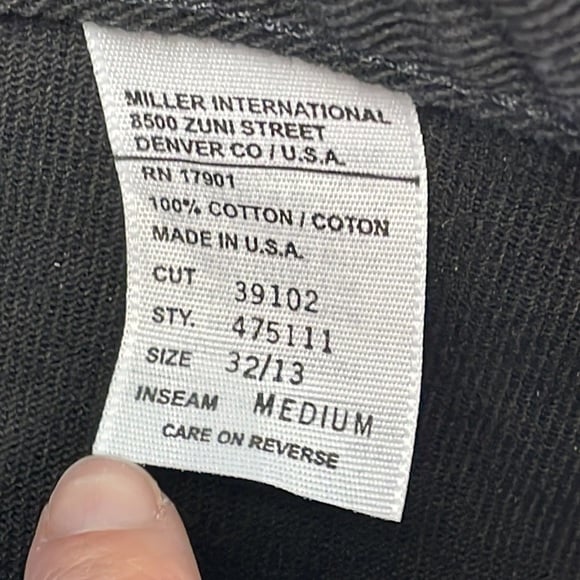 MILLER INTERNATIONAL
8500 ZUNI STREET
DENVER CO / U.S.A.
RN 17901
100% COTTON / COTON
MADE IN U.S.A.
CUT 39102
STY. 475111
SIZE 32/13
INSEAM MEDIUM
CARE ON REVERSE